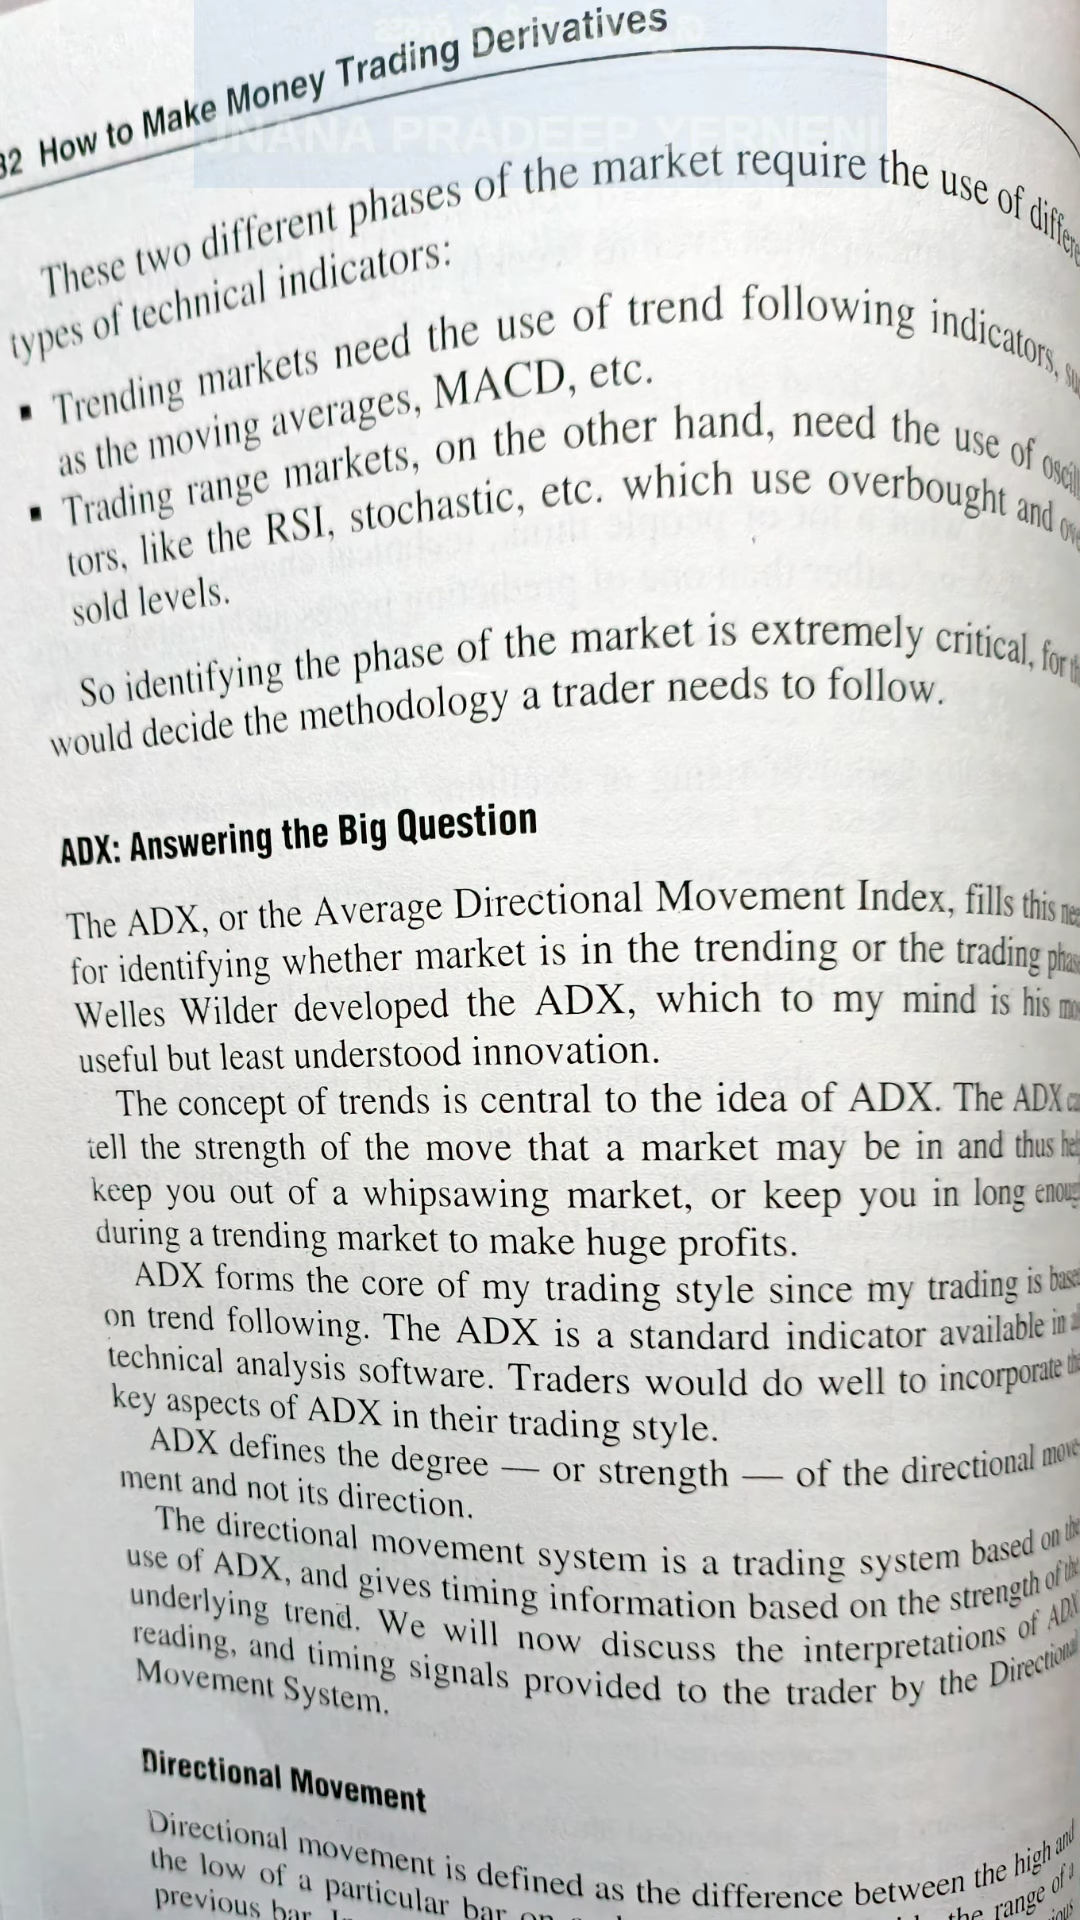 32 How to Make Money Trading Derivatives
JNANA PRADEEP YERNENI
These two different phases of the market require the use of
types of technical indicators:
▪ Trending markets need the use of trend following indicators,
as the moving averages, MACD, etc.
▪ Trading range markets, on the other hand, need the use of
tors, like the RSI, stochastic, etc. which use overbought and
sold levels.
So identifying the phase of the market is extremely critical, for
would decide the methodology a trader needs to follow.
ADX: Answering the Big Question
The ADX, or the Average Directional Movement Index, fills this
for identifying whether market is in the trending or the trading
Welles Wilder developed the ADX, which to my mind is his
useful but least understood innovation.
The concept of trends is central to the idea of ADX. The ADX
tell the strength of the move that a market may be in and thus
keep you out of a whipsawing market, or keep you in long
during a trending market to make huge profits.
ADX forms the core of my trading style since my trading is
on trend following. The ADX is a standard indicator available in
technical analysis software. Traders would do well to incorporate
key aspects of ADX in their trading style.
ADX defines the degree — or strength — of the directional move-
ment and not its direction.
The directional movement system is a trading system based on the
use of ADX, and gives timing information based on the strength of the
underlying trend. We will now discuss the interpretations of ADX
reading, and timing signals provided to the trader by the Directional
Movement System.
Directional Movement
Directional movement is defined as the difference between the high and
the low of a particular bar on the range of a
previous bar.